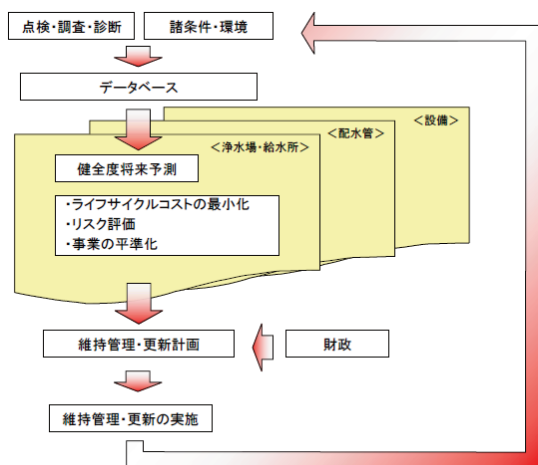 点検・調査・診断
諸条件・環境
データベース
＜設備＞
＜配水管＞
＜浄水場・給水所＞
健全度将来予測
・ライフサイクルコストの最小化
・リスク評価
・事業の平準化
維持管理・更新計画
財政
維持管理・更新の実施